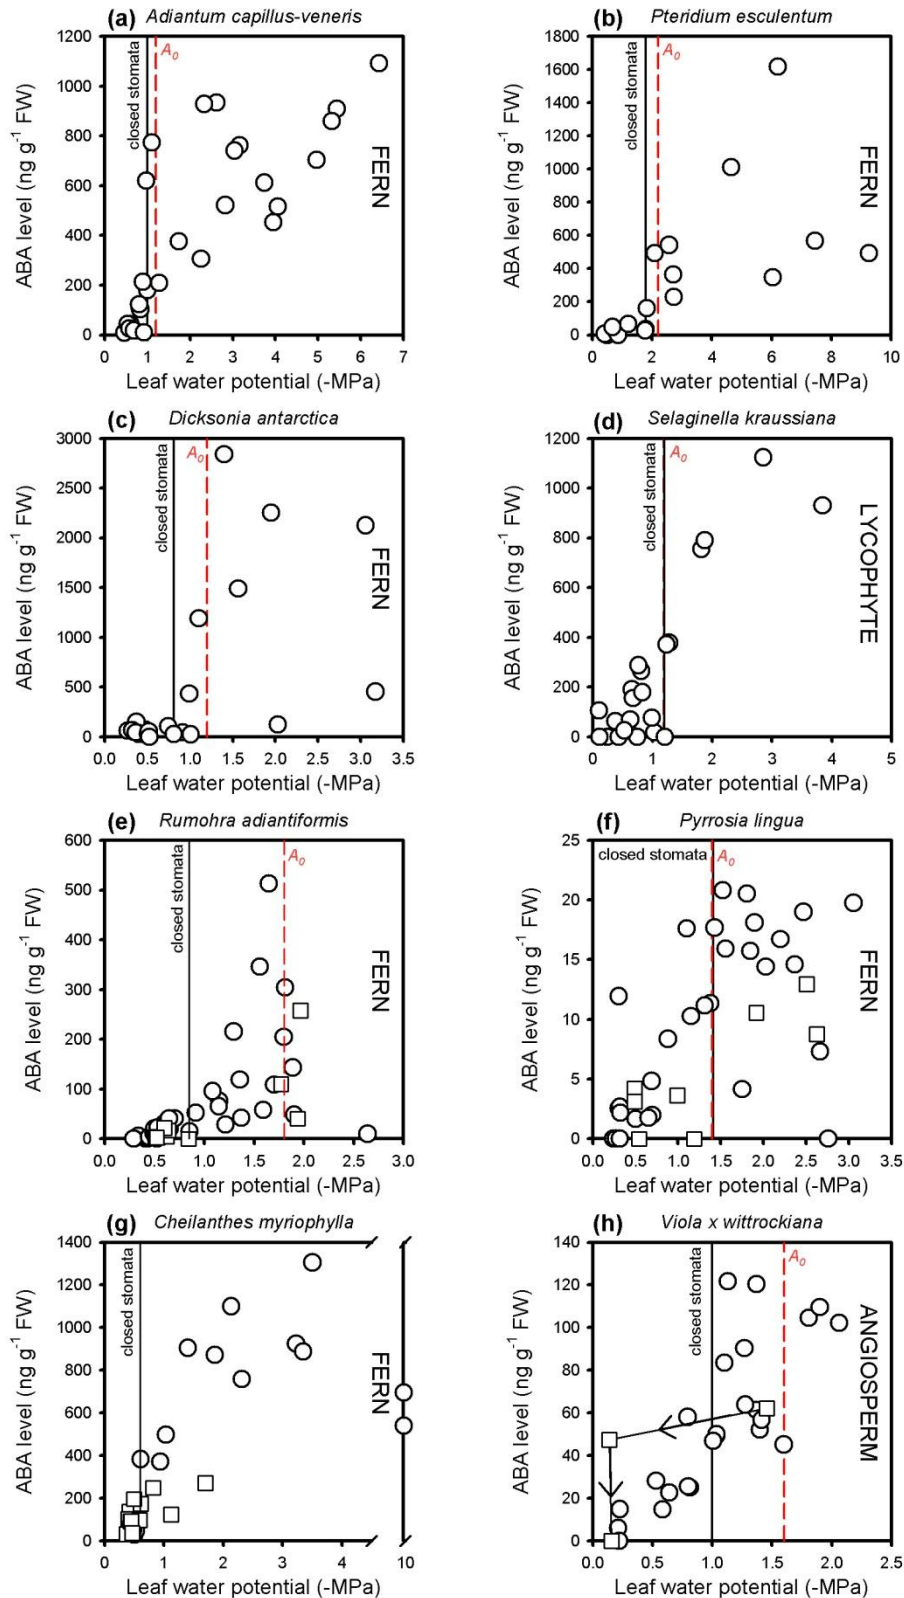 (a) Adiantum capillus-veneris
1200
1000
800
600
400
200
0
ABA level (ng g⁻¹ FW)
closed stomata
A₀
FERN
0 1 2 3 4 5 6 7
Leaf water potential (-MPa)
(b) Pteridium esculentum
1800
1600
1400
1200
1000
800
600
400
200
0
ABA level (ng g⁻¹ FW)
closed stomata
A₀
FERN
0 2 4 6 8 10
Leaf water potential (-MPa)
(c) Dicksonia antarctica
3000
2500
2000
1500
1000
500
0
ABA level (ng g⁻¹ FW)
closed stomata
A₀
FERN
0.0 0.5 1.0 1.5 2.0 2.5 3.0 3.5
Leaf water potential (-MPa)
(d) Selaginella kraussiana
1200
1000
800
600
400
200
0
ABA level (ng g⁻¹ FW)
closed stomata
A₀
LYCOPHYTE
0 1 2 3 4 5
Leaf water potential (-MPa)
(e) Rumohra adiantiformis
600
500
400
300
200
100
0
ABA level (ng g⁻¹ FW)
closed stomata
A₀
FERN
0.0 0.5 1.0 1.5 2.0 2.5 3.0
Leaf water potential (-MPa)
(f) Pyrrosia lingua
25
20
15
10
5
0
ABA level (ng g⁻¹ FW)
closed stomata
A₀
FERN
0.0 0.5 1.0 1.5 2.0 2.5 3.0 3.5
Leaf water potential (-MPa)
(g) Cheilanthes myriophylla
1400
1200
1000
800
600
400
200
0
ABA level (ng g⁻¹ FW)
closed stomata
FERN
0 1 2 3 4 10
Leaf water potential (-MPa)
(h) Viola x wittrockiana
140
120
100
80
60
40
20
0
ABA level (ng g⁻¹ FW)
closed stomata
A₀
ANGIOSPERM
0.0 0.5 1.0 1.5 2.0 2.5
Leaf water potential (-MPa)